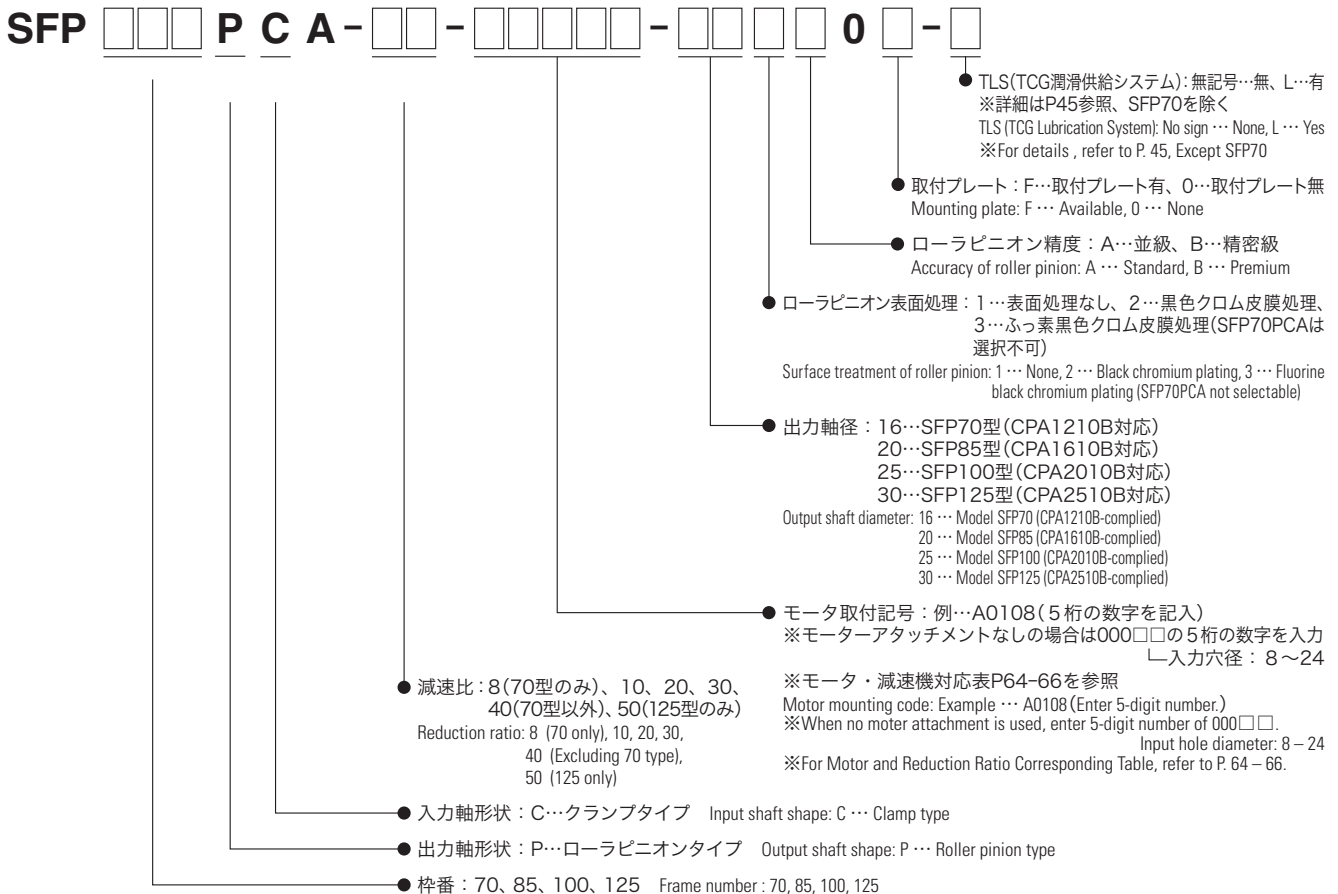 SFP □□□ P C A－□□－□□□□□－□□□□ 0 □－□
TLS(TCG潤滑供給システム)：無記号…無、L…有
※詳細はP45参照、SFP70を除く
TLS (TCG Lubrication System): No sign … None, L … Yes
※For details , refer to P. 45, Except SFP70
取付プレート：F…取付プレート有、0…取付プレート無
Mounting plate: F … Available, 0 … None
ローラピニオン精度：A…並級、B…精密級
Accuracy of roller pinion: A … Standard, B … Premium
ローラピニオン表面処理：1…表面処理なし、2…黒色クロム皮膜処理、
3…ふっ素黒色クロム皮膜処理(SFP70PCAは
選択不可)
Surface treatment of roller pinion: 1 … None, 2 … Black chromium plating, 3 … Fluorine
black chromium plating (SFP70PCA not selectable)
出力軸径：16…SFP70型(CPA1210B対応)
20…SFP85型(CPA1610B対応)
25…SFP100型(CPA2010B対応)
30…SFP125型(CPA2510B対応)
Output shaft diameter: 16 … Model SFP70 (CPA1210B-complied)
20 … Model SFP85 (CPA1610B-complied)
25 … Model SFP100 (CPA2010B-complied)
30 … Model SFP125 (CPA2510B-complied)
モータ取付記号：例…A0108(5桁の数字を記入)
※モーターアタッチメントなしの場合は000□□の5桁の数字を入力
入力穴径：8～24
※モータ・減速機対応表P64-66を参照
Motor mounting code: Example … A0108 (Enter 5-digit number.)
※When no moter attachment is used, enter 5-digit number of 000□□.
Input hole diameter: 8 – 24
※For Motor and Reduction Ratio Corresponding Table, refer to P. 64 – 66.
減速比：8(70型のみ)、10、20、30、
40(70型以外)、50(125型のみ)
Reduction ratio: 8 (70 only), 10, 20, 30,
40 (Excluding 70 type),
50 (125 only)
入力軸形状：C…クランプタイプ Input shaft shape: C … Clamp type
出力軸形状：P…ローラピニオンタイプ Output shaft shape: P … Roller pinion type
枠番：70、85、100、125 Frame number : 70, 85, 100, 125